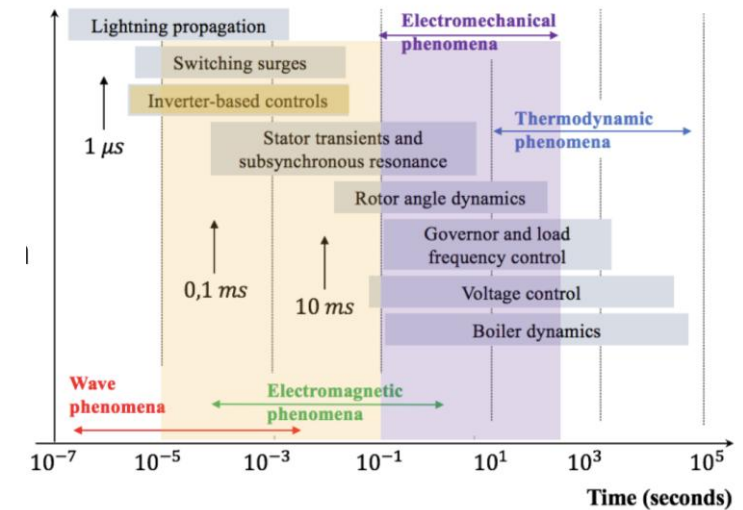 Lightning propagation
Electromechanical
phenomena
Switching surges
Inverter-based controls
1 μs
Thermodynamic
phenomena
Stator transients and
subsynchronous resonance
Rotor angle dynamics
Governor and load
frequency control
0,1 ms
10 ms
Voltage control
Boiler dynamics
Wave
phenomena
Electromagnetic
phenomena
10⁻⁷ 10⁻⁵ 10⁻³ 10⁻¹ 10¹ 10³ 10⁵
Time (seconds)